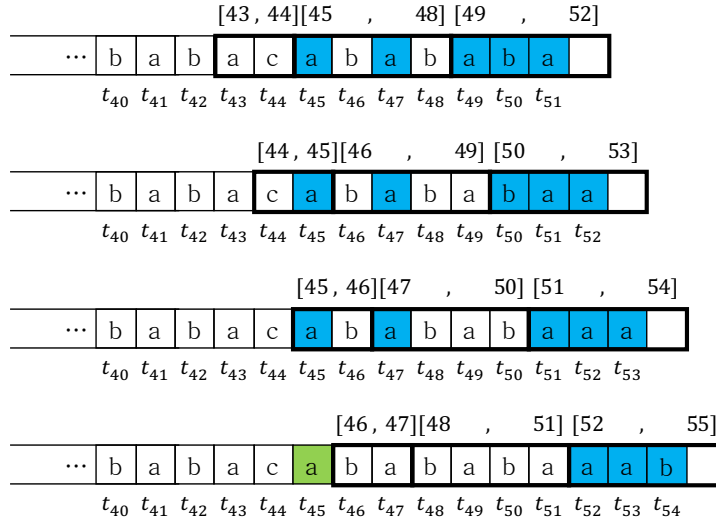 [43 , 44][45 , 48] [49 , 52]
… b a b a c a b a b a b a
t40 t41 t42 t43 t44 t45 t46 t47 t48 t49 t50 t51
[44 , 45][46 , 49] [50 , 53]
… b a b a c a b a b a b a a
t40 t41 t42 t43 t44 t45 t46 t47 t48 t49 t50 t51 t52
[45 , 46][47 , 50] [51 , 54]
… b a b a c a b a b a b a a a
t40 t41 t42 t43 t44 t45 t46 t47 t48 t49 t50 t51 t52 t53
[46 , 47][48 , 51] [52 , 55]
… b a b a c a b a b a b a a a b
t40 t41 t42 t43 t44 t45 t46 t47 t48 t49 t50 t51 t52 t53 t54